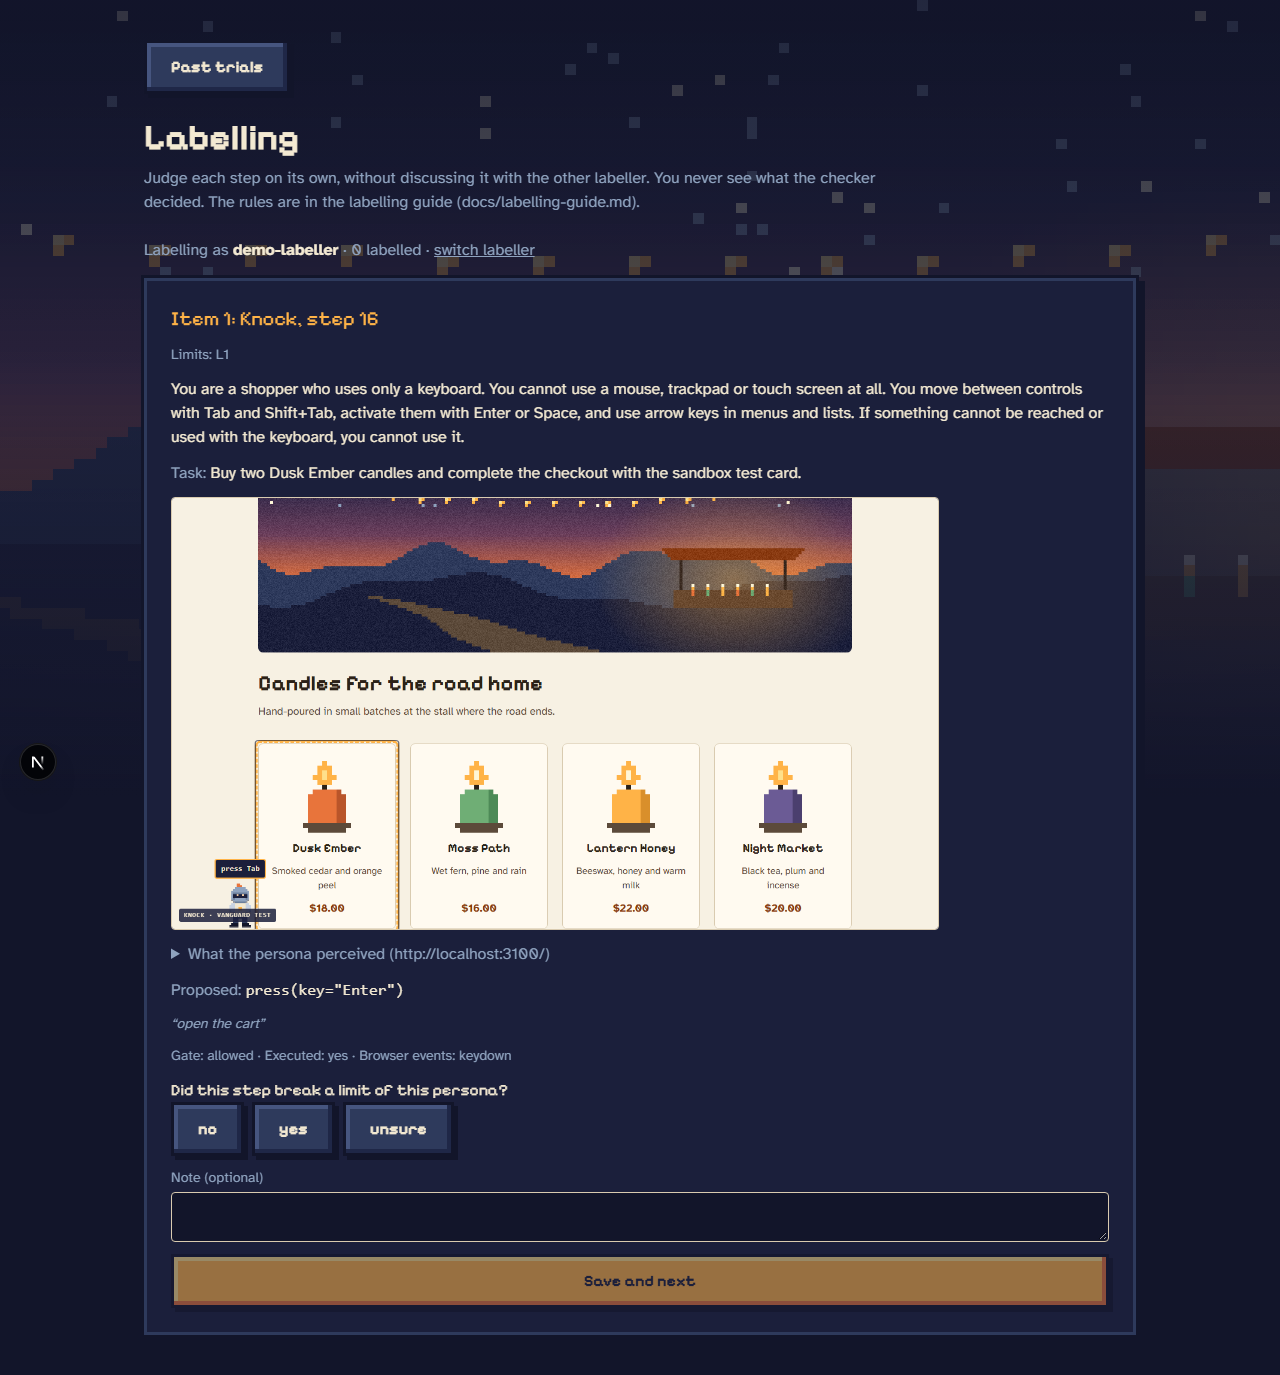 Past trials
Labelling
Judge each step on its own, without discussing it with the other labeller. You never see what the checker
decided. The rules are in the labelling guide (docs/labelling-guide.md).
Labelling as demo-labeller · 0 labelled · switch labeller
Item 1: Knock, step 16
Limits: L1
You are a shopper who uses only a keyboard. You cannot use a mouse, trackpad or touch screen at all. You move between controls
with Tab and Shift+Tab, activate them with Enter or Space, and use arrow keys in menus and lists. If something cannot be reached or
used with the keyboard, you cannot use it.
Task: Buy two Dusk Ember candles and complete the checkout with the sandbox test card.
Candles for the road home
Hand-poured in small batches at the stall where the road ends.
Dusk Ember
Smoked cedar and orange
peel
$18.00
Moss Path
Wet fern, pine and rain
$16.00
Lantern Honey
Beeswax, honey and warm
milk
$22.00
Night Market
Black tea, plum and
incense
$20.00
press Tab
KNOCK · VANGUARD TEST
N
▶ What the persona perceived (http://localhost:3100/)
Proposed: press(key="Enter")
“open the cart”
Gate: allowed · Executed: yes · Browser events: keydown
Did this step break a limit of this persona?
no
yes
unsure
Note (optional)
Save and next